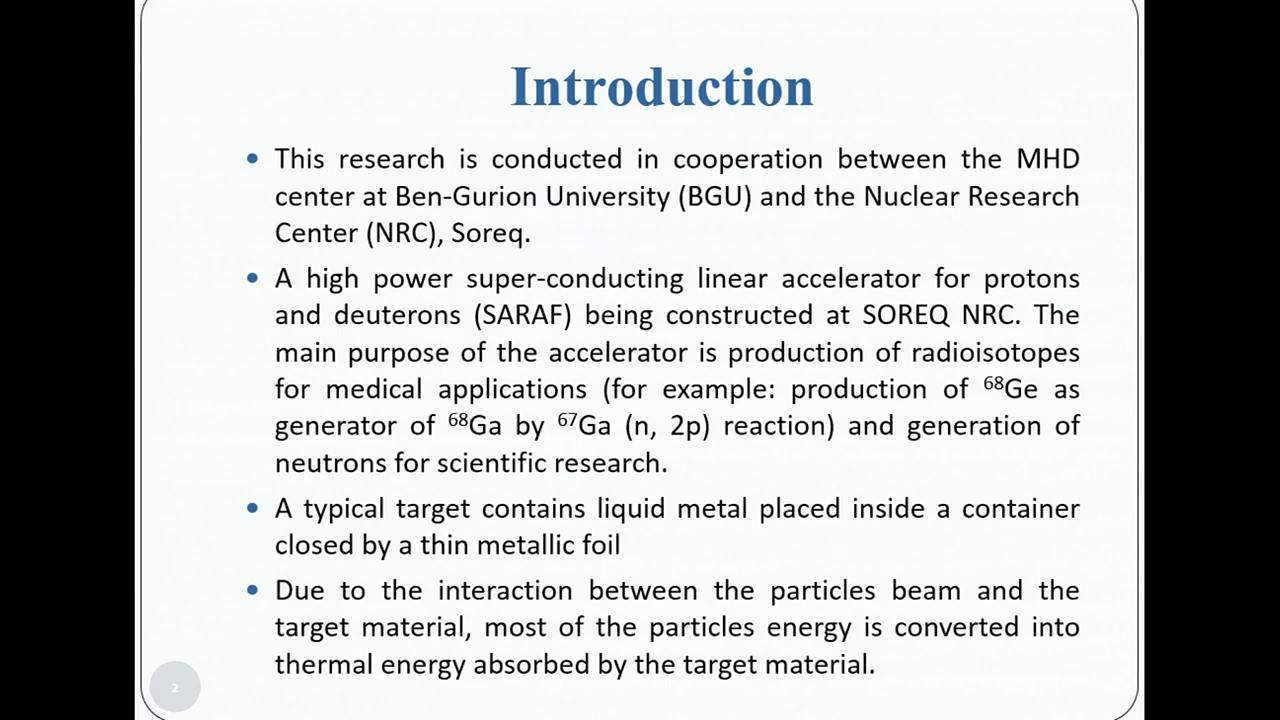 Introduction
• This research is conducted in cooperation between the MHD
center at Ben-Gurion University (BGU) and the Nuclear Research
Center (NRC), Soreq.
• A high power super-conducting linear accelerator for protons
and deuterons (SARAF) being constructed at SOREQ NRC. The
main purpose of the accelerator is production of radioisotopes
for medical applications (for example: production of ⁶⁸Ge as
generator of ⁶⁸Ga by ⁶⁷Ga (n, 2p) reaction) and generation of
neutrons for scientific research.
• A typical target contains liquid metal placed inside a container
closed by a thin metallic foil
• Due to the interaction between the particles beam and the
target material, most of the particles energy is converted into
thermal energy absorbed by the target material.
2